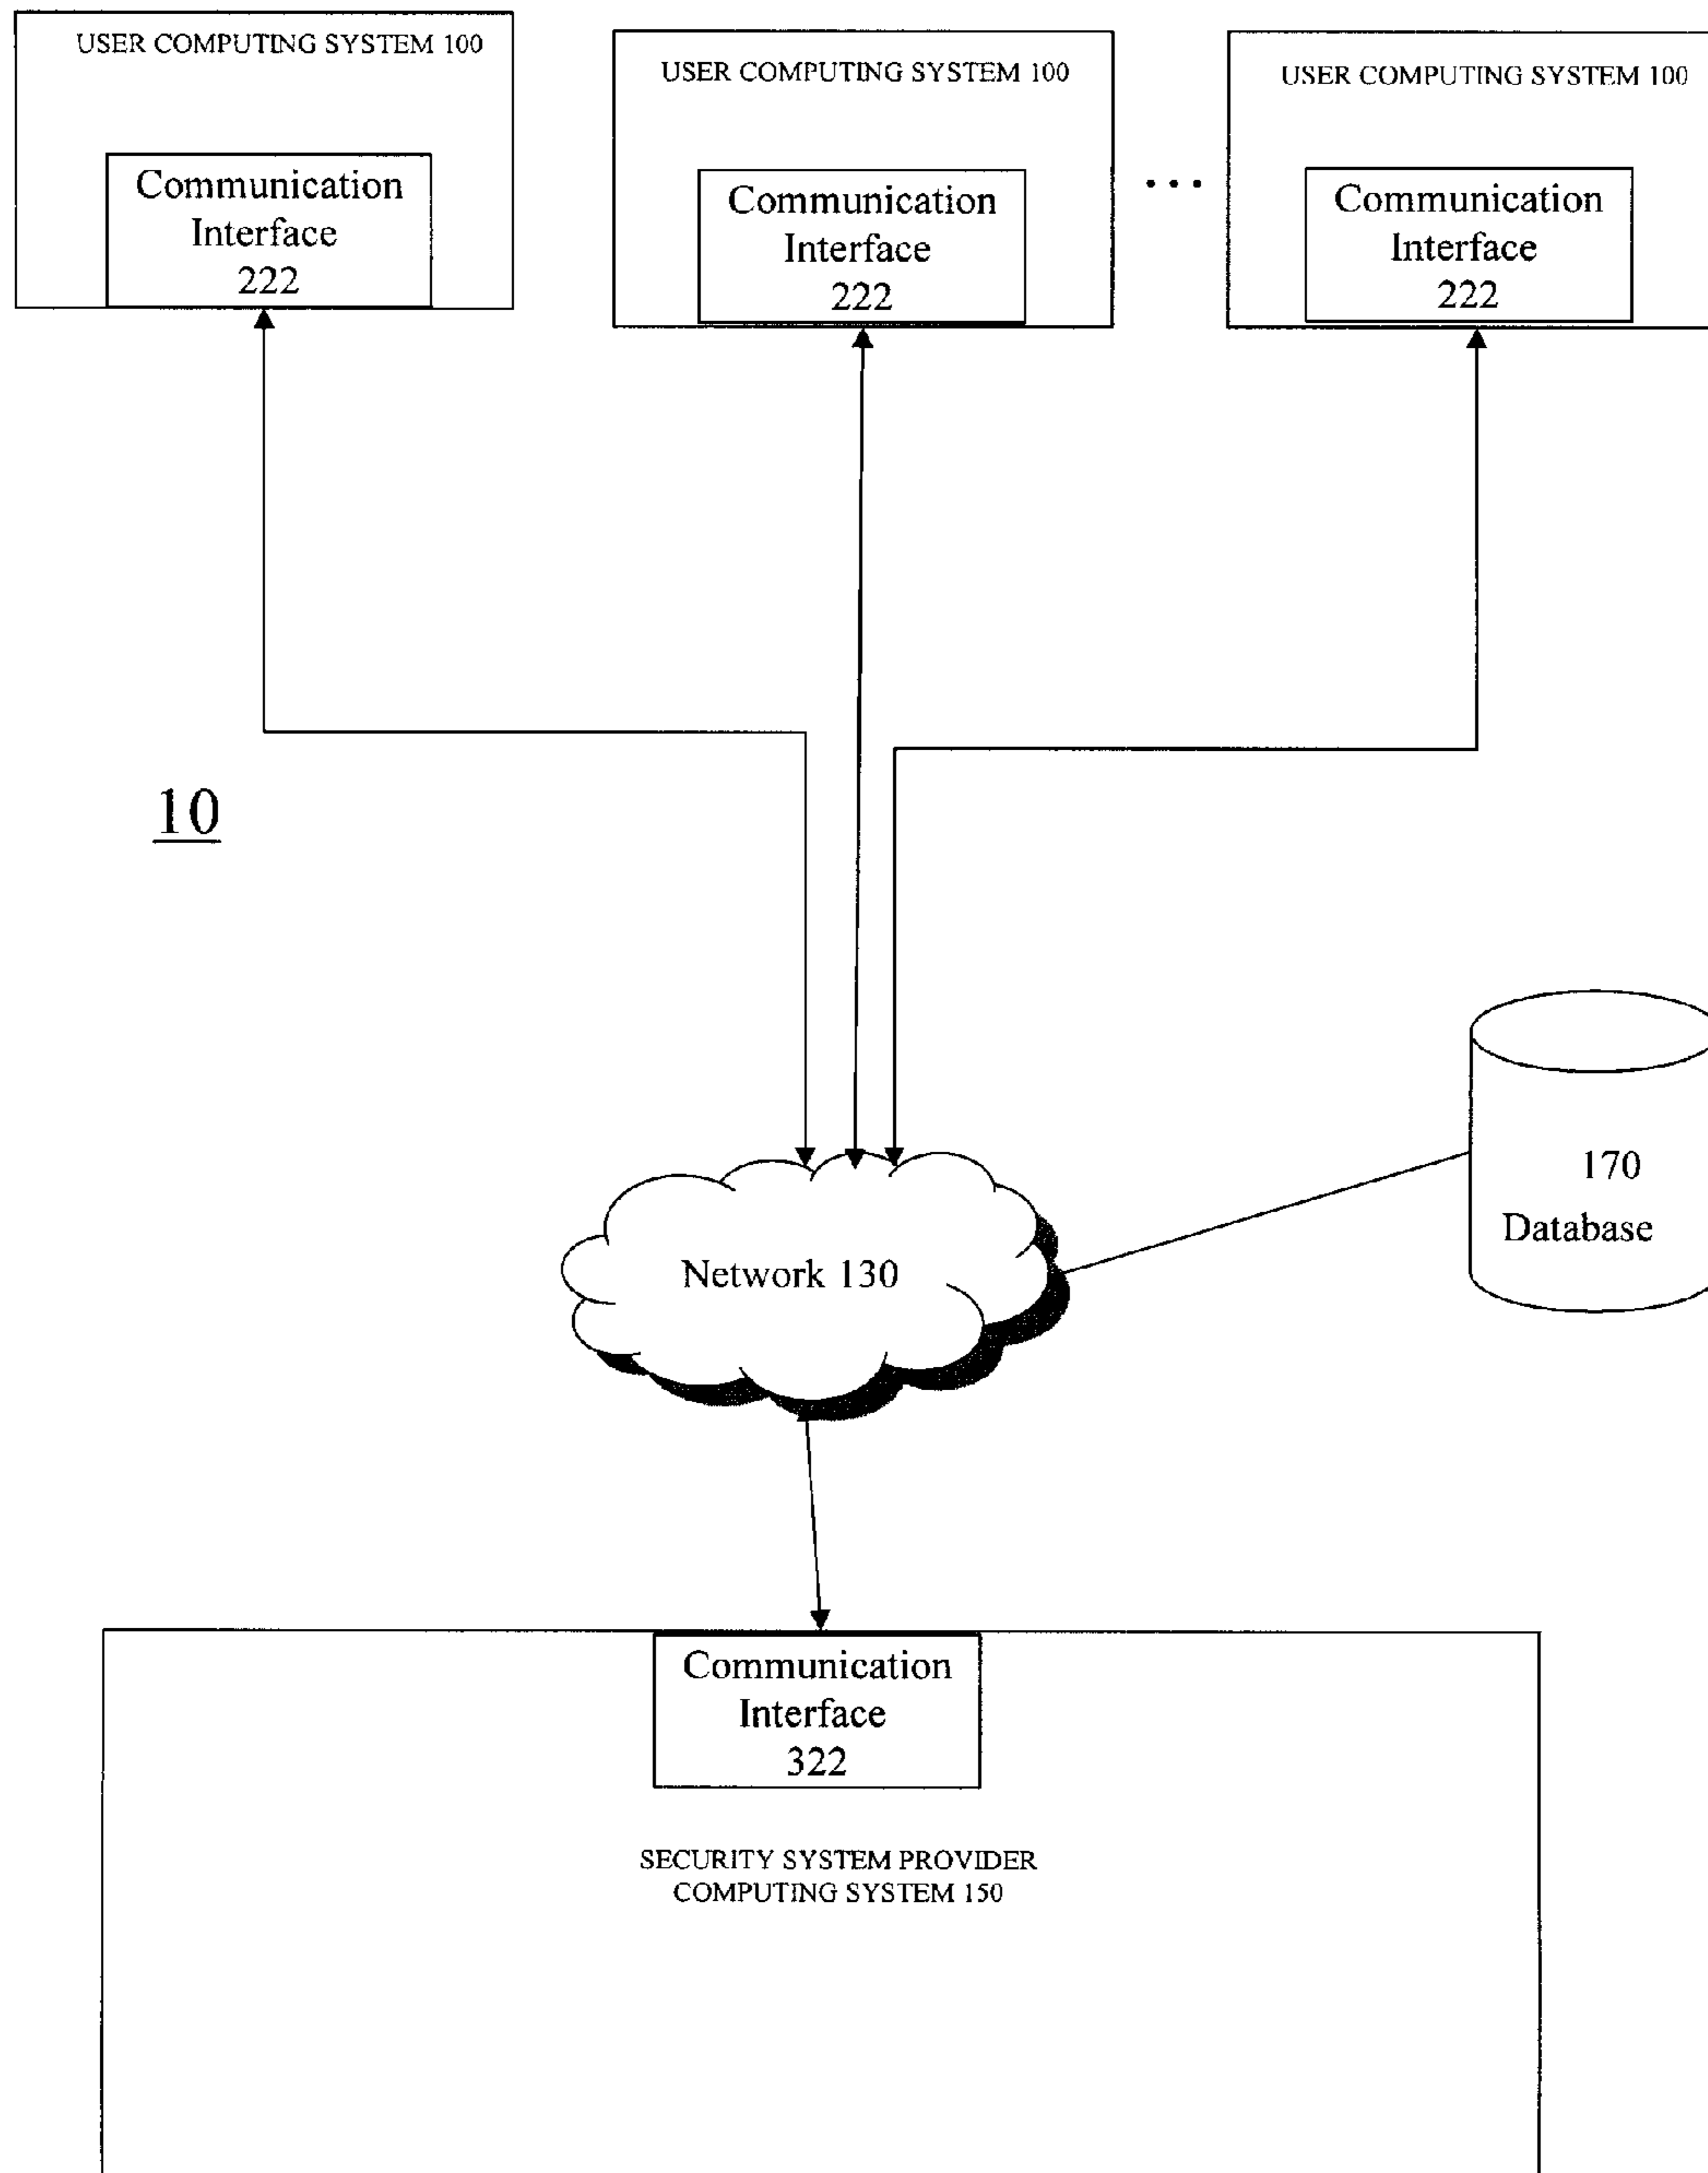 USER COMPUTING SYSTEM 100
Communication
Interface
222
USER COMPUTING SYSTEM 100
Communication
Interface
222
...
USER COMPUTING SYSTEM 100
Communication
Interface
222
10
170
Database
Network 130
Communication
Interface
322
SECURITY SYSTEM PROVIDER
COMPUTING SYSTEM 150